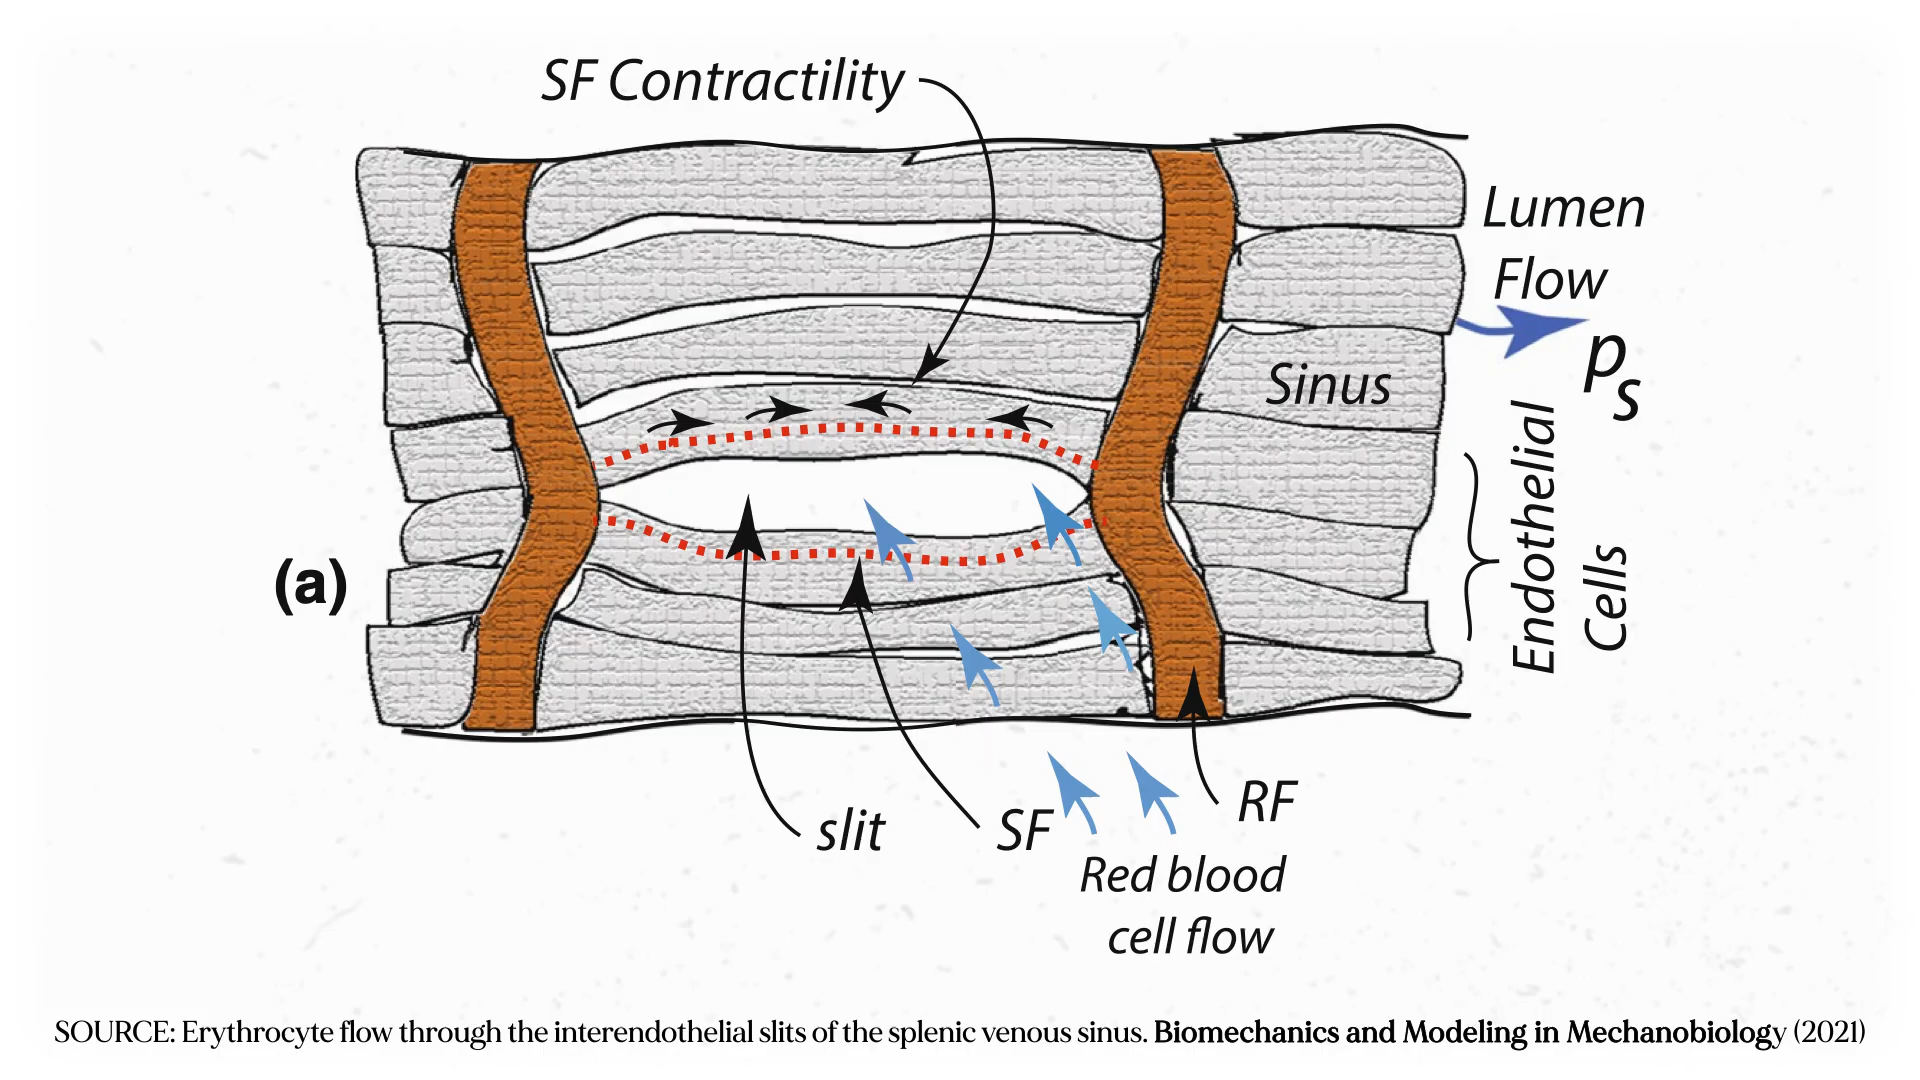 SF Contractility
Lumen
Flow
p
s
Sinus
Endothelial
Cells
(a)
slit
SF
RF
Red blood
cell flow
SOURCE: Erythrocyte flow through the interendothelial slits of the splenic venous sinus. Biomechanics and Modeling in Mechanobiology (2021)